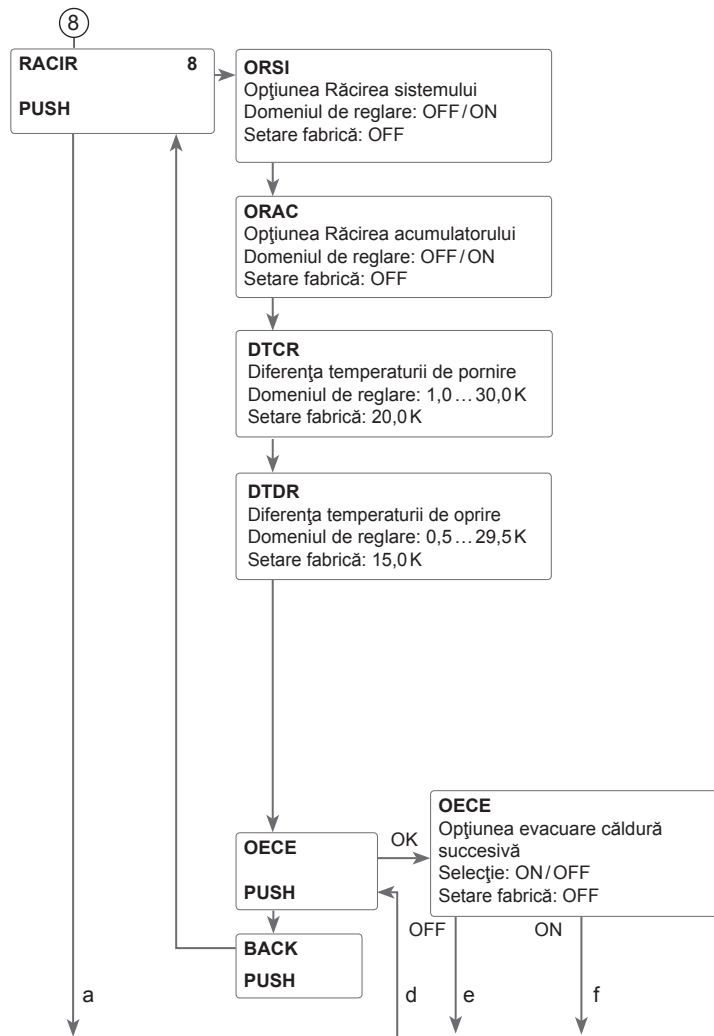 8
RACIR 8
PUSH
ORSI
Opţiunea Răcirea sistemului
Domeniul de reglare: OFF / ON
Setare fabrică: OFF
ORAC
Opţiunea Răcirea acumulatorului
Domeniul de reglare: OFF / ON
Setare fabrică: OFF
DTCR
Diferenţa temperaturii de pornire
Domeniul de reglare: 1,0 … 30,0 K
Setare fabrică: 20,0 K
DTDR
Diferenţa temperaturii de oprire
Domeniul de reglare: 0,5 … 29,5 K
Setare fabrică: 15,0 K
OECE
PUSH
OK
OECE
Opţiunea evacuare căldură
succesivă
Selecţie: ON / OFF
Setare fabrică: OFF
BACK
PUSH
OFF
ON
a
d
e
f